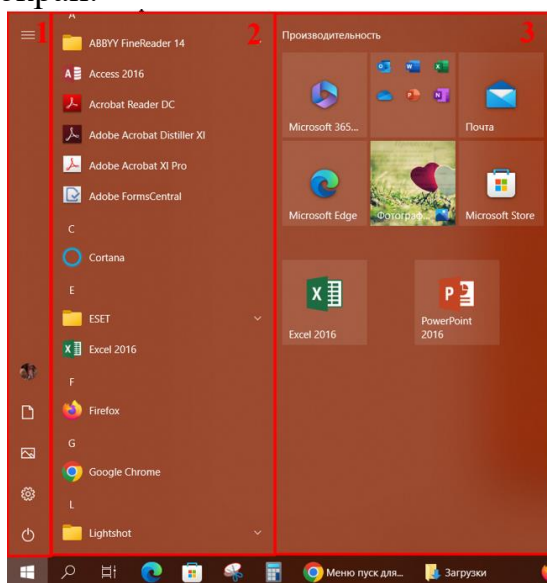 экран.
1
2
3
A
ABBYY FineReader 14
Access 2016
Acrobat Reader DC
Adobe Acrobat Distiller XI
Adobe Acrobat XI Pro
Adobe FormsCentral
C
Cortana
E
ESET
Excel 2016
F
Firefox
G
Google Chrome
L
Lightshot
Производительность
Microsoft 365...
Почта
Microsoft Edge
Фотограф...
Microsoft Store
Excel 2016
PowerPoint
2016
Меню пуск для...
Загрузки